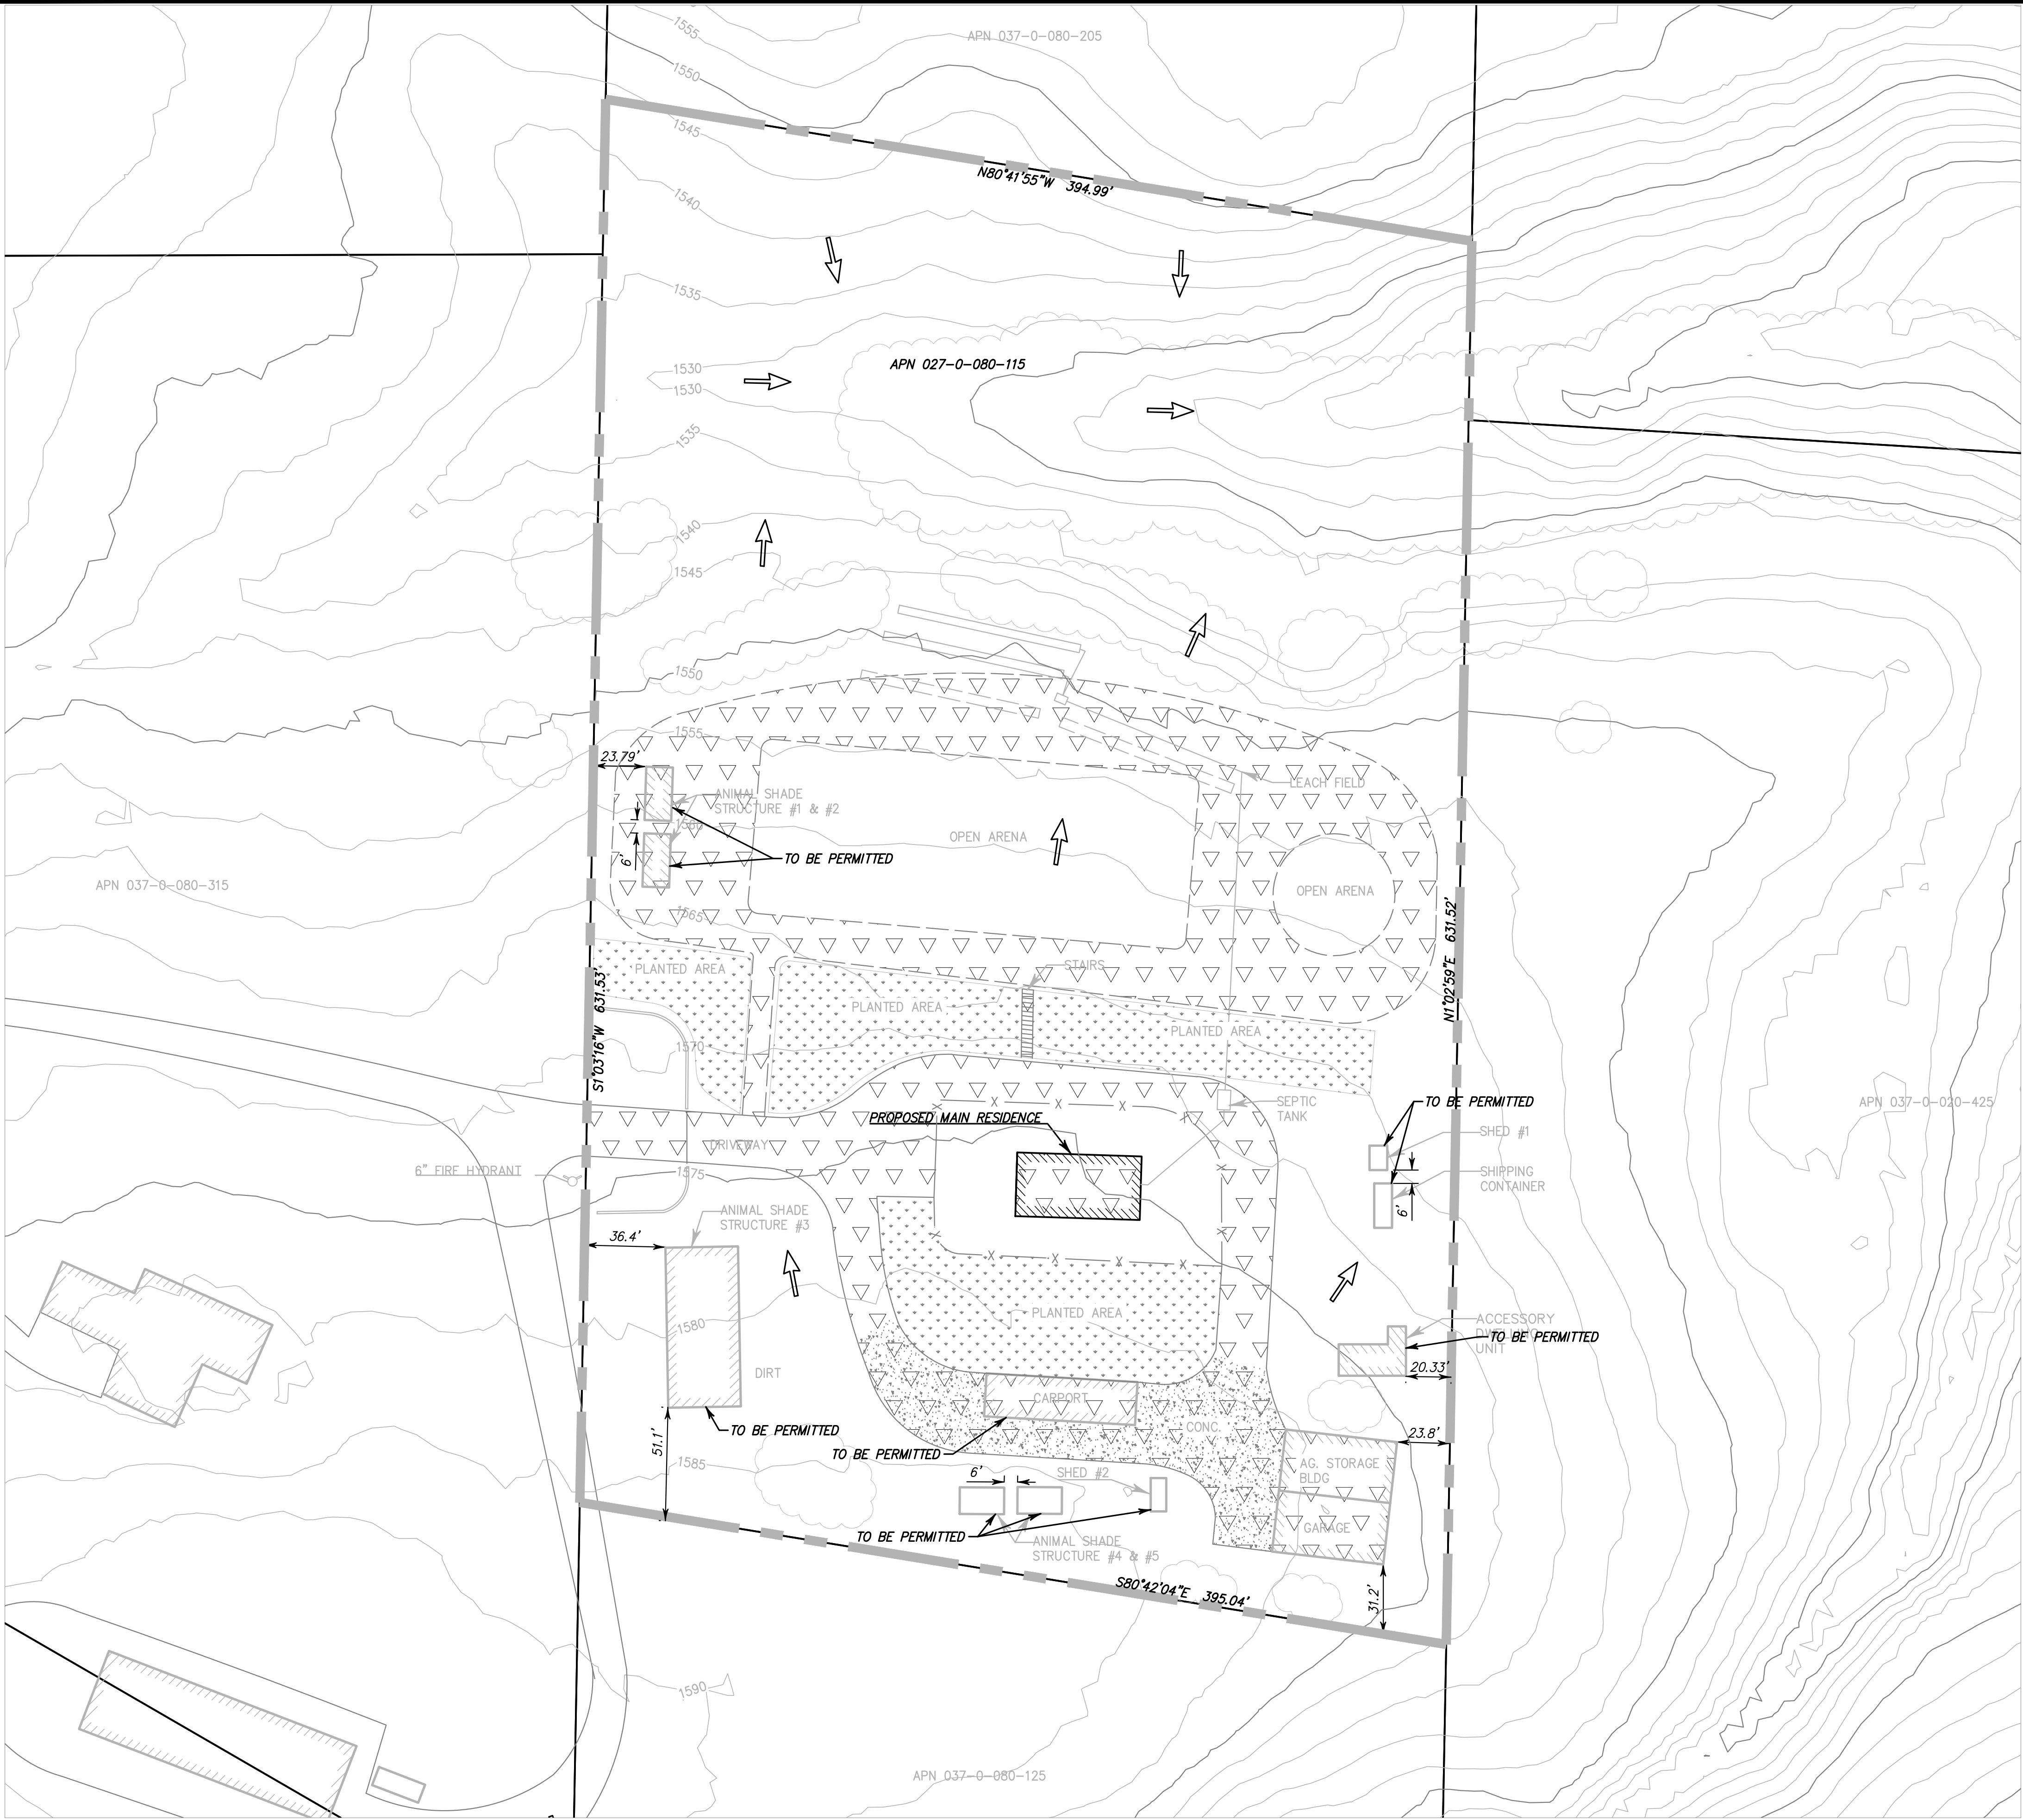 1555
APN 037-0-080-205
1550
1545
N80°41'55"W 394.99'
1540
1535
APN 027-0-080-115
1530
1530
1535
1540
1545
1550
1555
23.79'
ANIMAL SHADE
STRUCTURE #1 & #2
LEACH FIELD
1560
6'
TO BE PERMITTED
OPEN ARENA
APN 037-0-080-315
OPEN ARENA
1565
N1°02'59"E 631.52'
PLANTED AREA
STAIRS
S1°03'16"W 631.53'
PLANTED AREA
PLANTED AREA
1570
SEPTIC
TANK
TO BE PERMITTED
APN 037-0-020-425
PROPOSED MAIN RESIDENCE
SHED #1
DRIVEWAY
6" FIRE HYDRANT
1575
SHIPPING
CONTAINER
6'
ANIMAL SHADE
STRUCTURE #3
36.4'
PLANTED AREA
1580
ACCESSORY
DWELLING
UNIT
TO BE PERMITTED
20.33'
DIRT
CARPORT
CONC.
TO BE PERMITTED
51.1'
23.8'
TO BE PERMITTED
1585
6'
SHED #2
AG. STORAGE
BLDG
GARAGE
TO BE PERMITTED
ANIMAL SHADE
STRUCTURE #4 & #5
S80°42'04"E 395.04'
31.2'
1590
APN 037-0-080-125